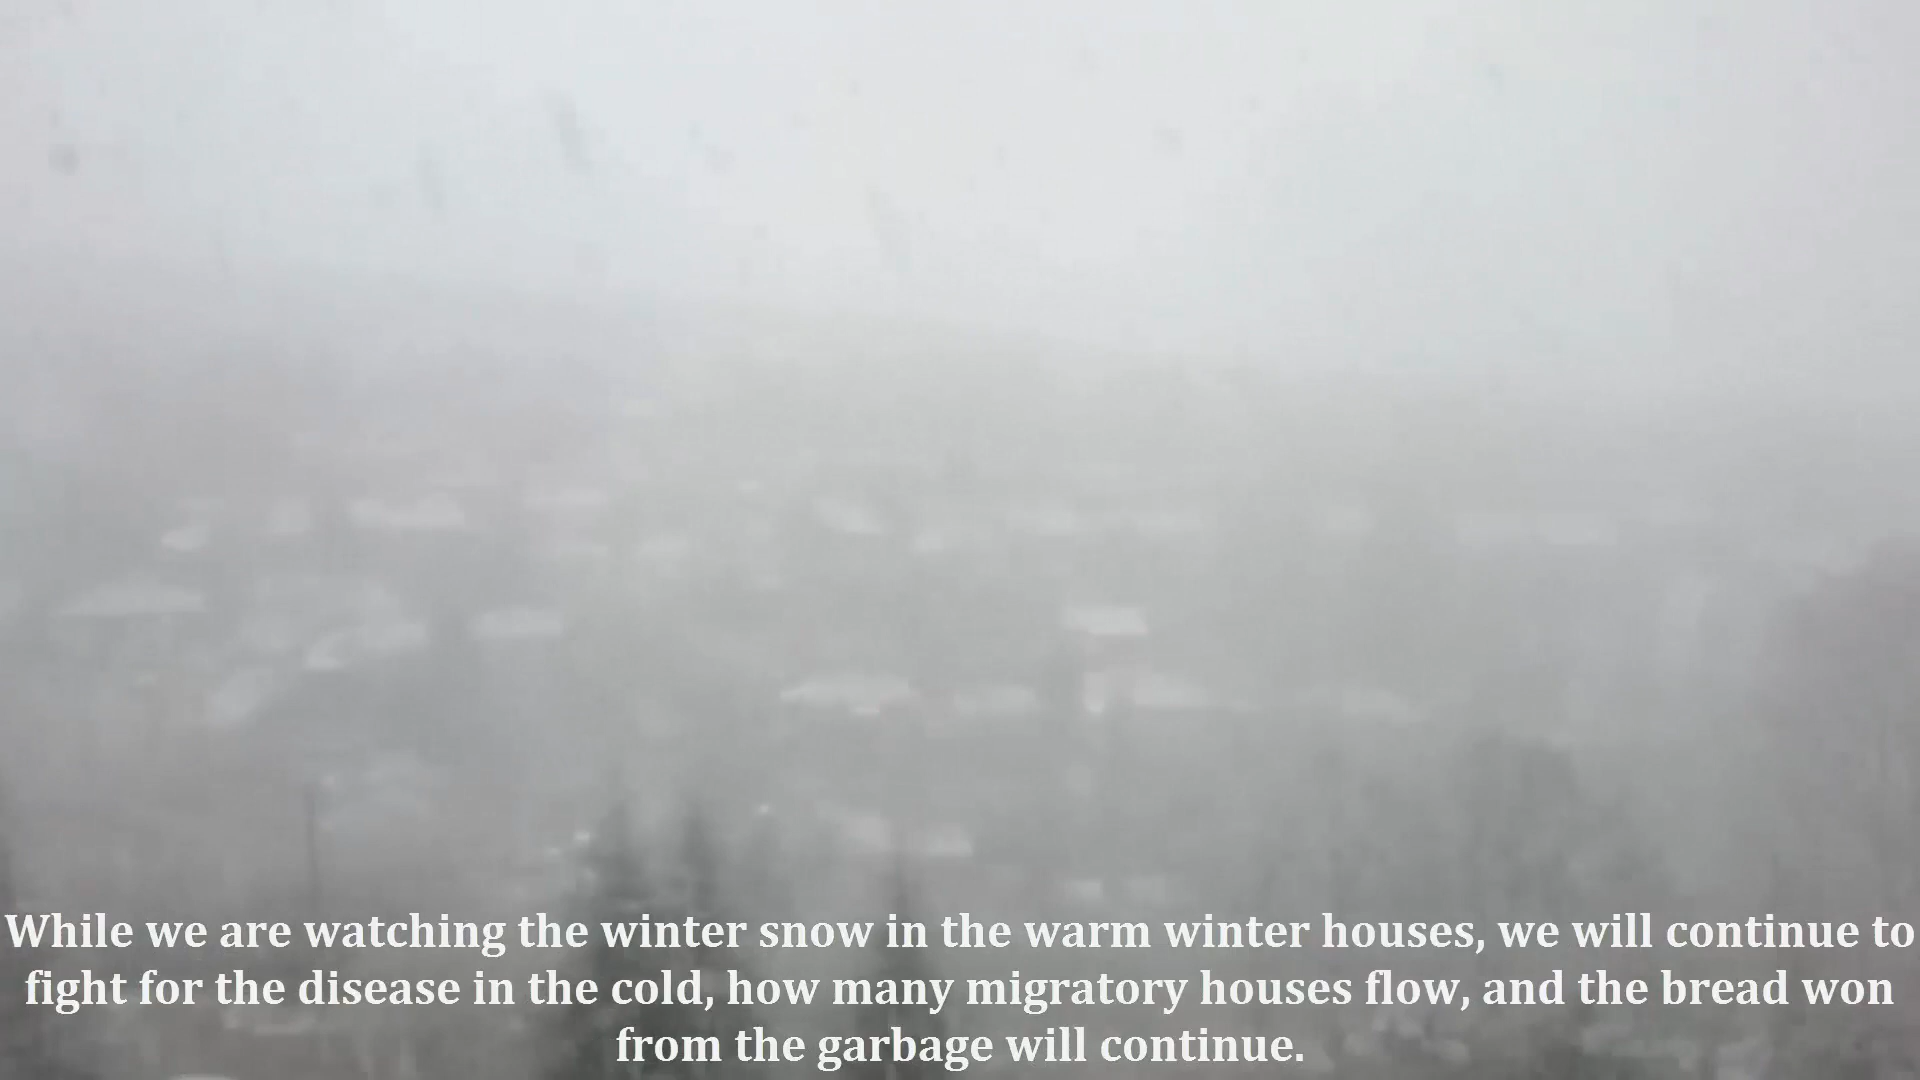 While we are watching the winter snow in the warm winter houses, we will continue to
fight for the disease in the cold, how many migratory houses flow, and the bread won
from the garbage will continue.